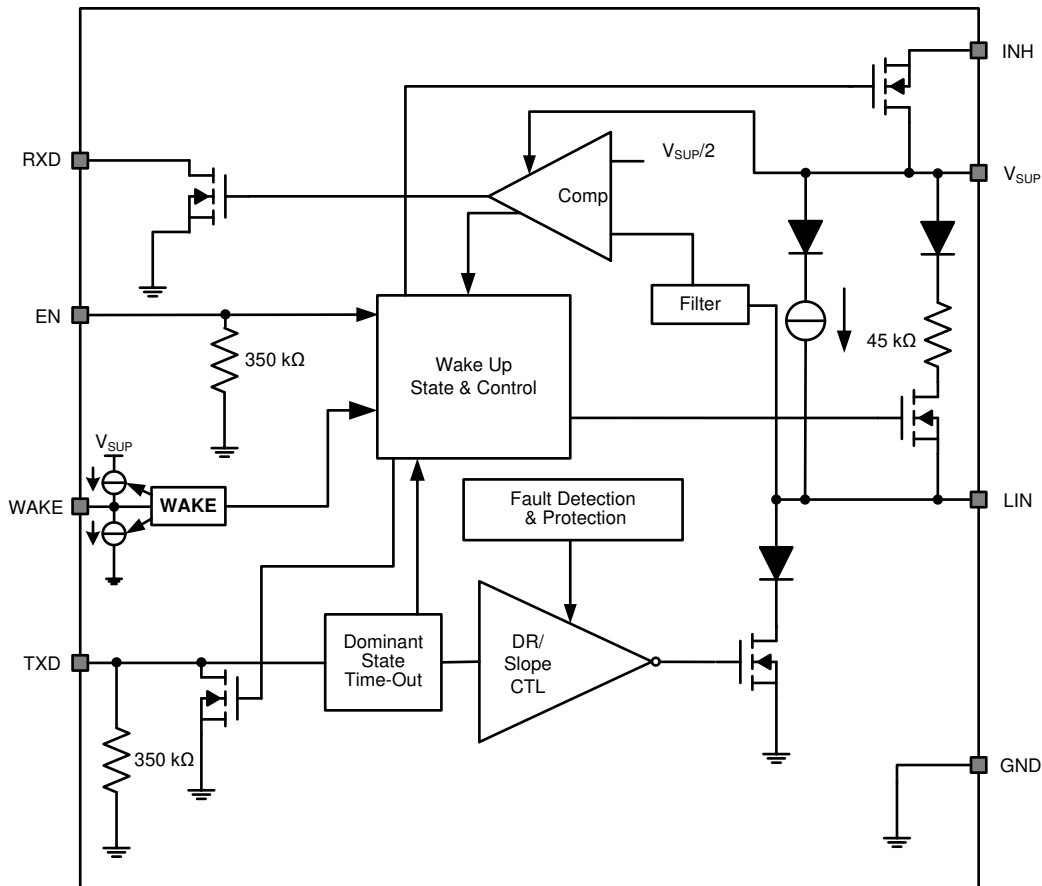 INH
V_SUP/2
RXD
V_SUP
Comp
Filter
EN
350 kΩ
45 kΩ
Wake Up
State & Control
V_SUP
WAKE
WAKE
Fault Detection
& Protection
LIN
TXD
Dominant
State
Time-Out
DR/
Slope
CTL
350 kΩ
GND